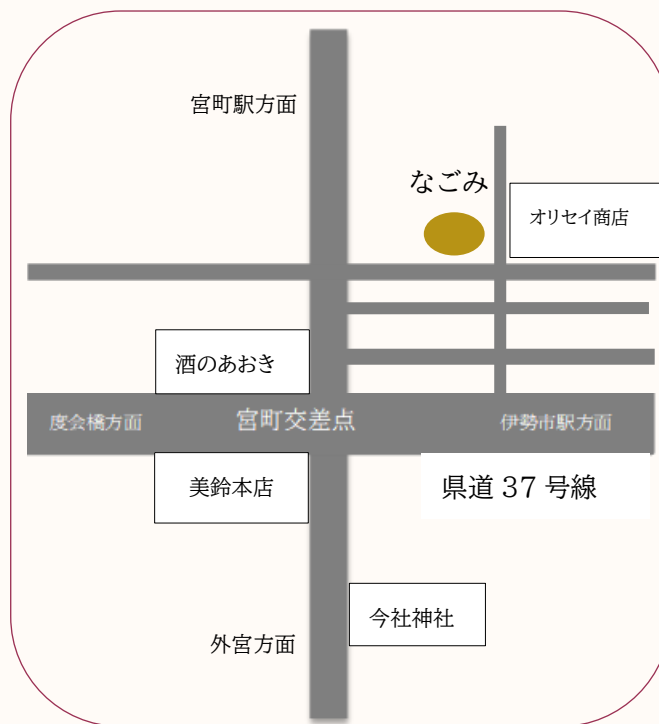 宮町駅方面
なごみ
オリセイ商店
酒のあおき
度会橋方面
宮町交差点
伊勢市駅方面
美鈴本店
県道 37 号線
今社神社
外宮方面